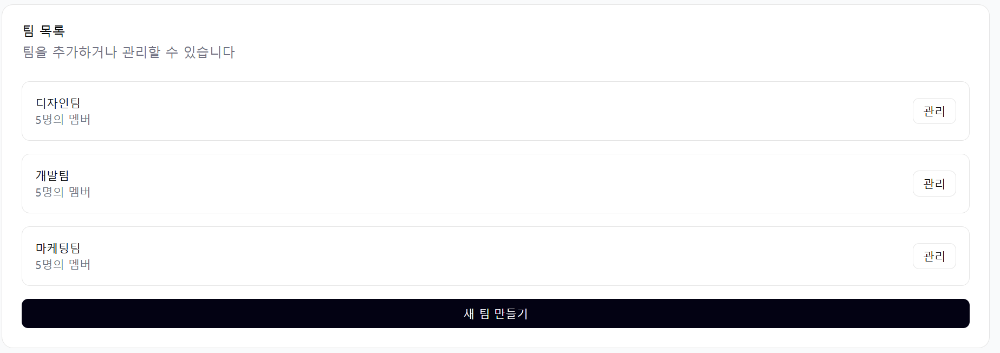 팀 목록
팀을 추가하거나 관리할 수 있습니다
디자인팀
5명의 멤버
관리
개발팀
5명의 멤버
관리
마케팅팀
5명의 멤버
관리
새 팀 만들기